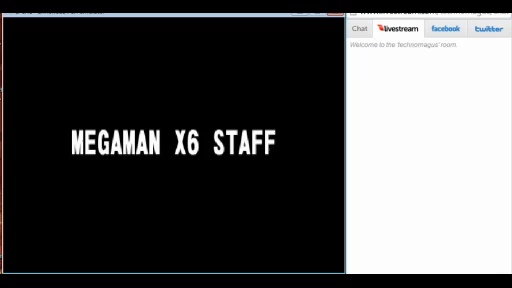 MEGAMAN X6 STAFF
Chat livestream facebook twitter
Welcome to the 'technomagus' room.